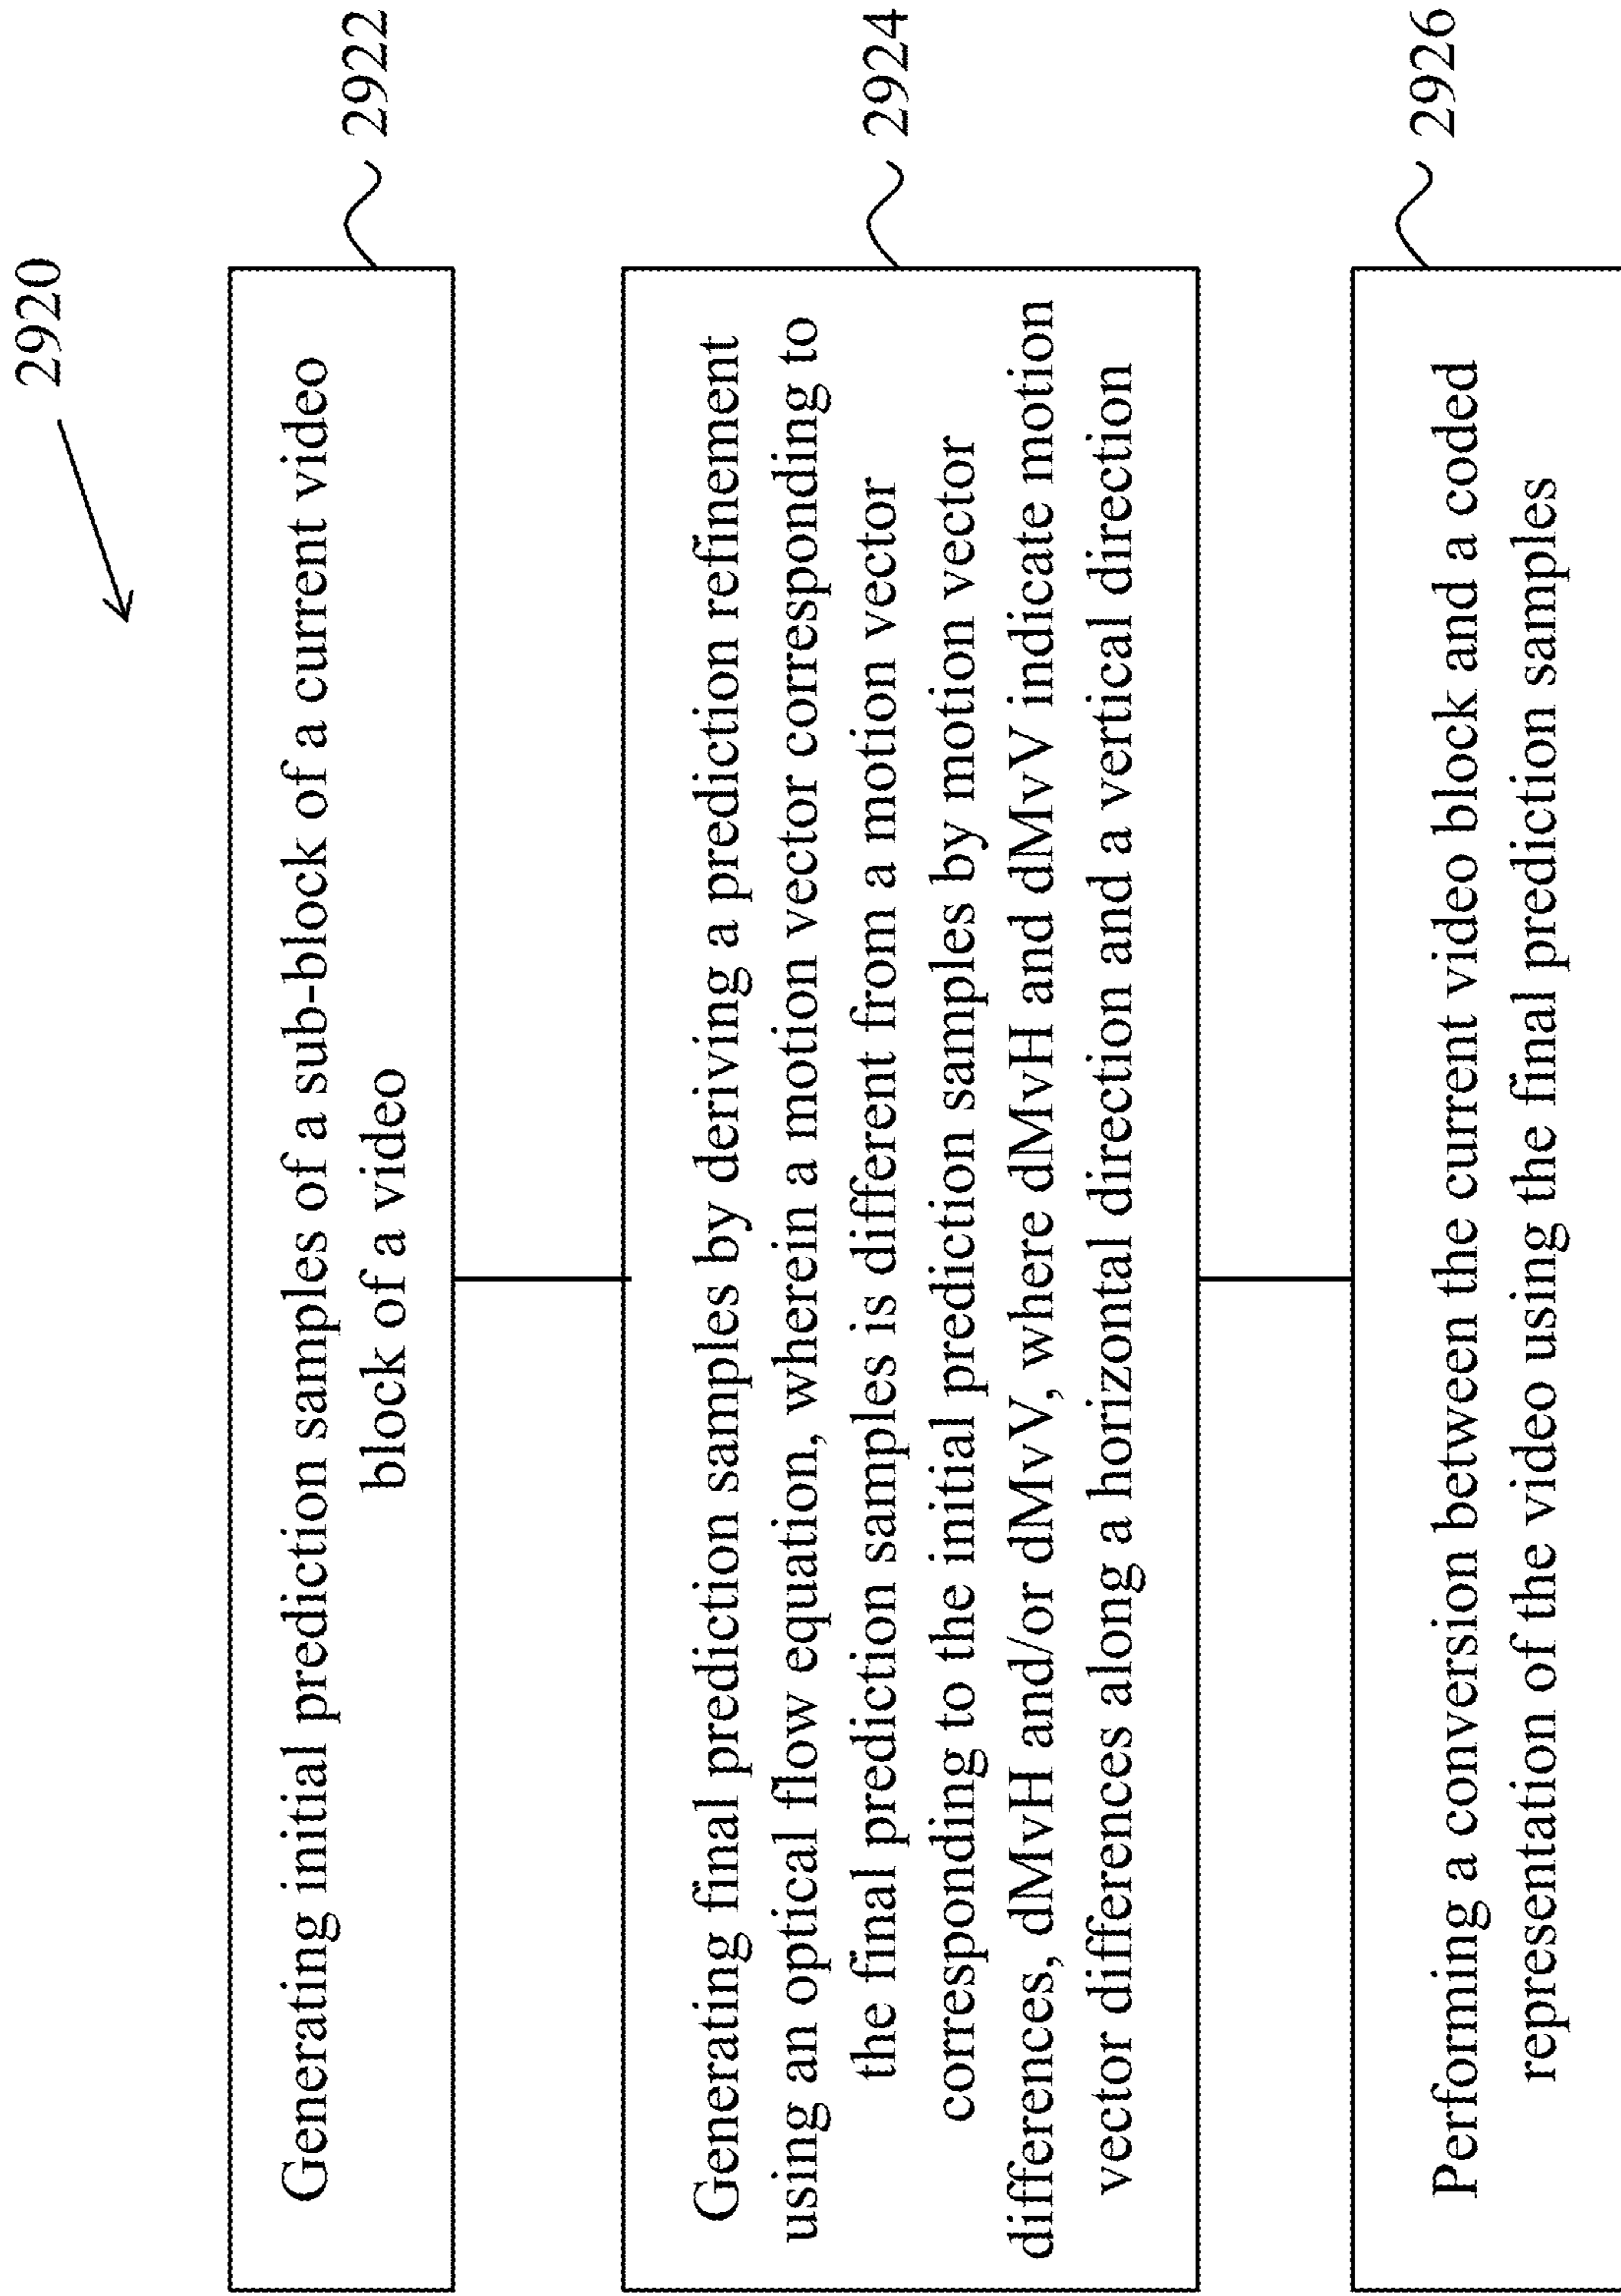 2920
Generating initial prediction samples of a sub-block of a current video
block of a video
2922
Generating final prediction samples by deriving a prediction refinement
using an optical flow equation, wherein a motion vector corresponding to
the final prediction samples is different from a motion vector
corresponding to the initial prediction samples by motion vector
differences, dMvH and/or dMvV, where dMvH and dMvV indicate motion
vector differences along a horizontal direction and a vertical direction
2924
Performing a conversion between the current video block and a coded
representation of the video using the final prediction samples
2926